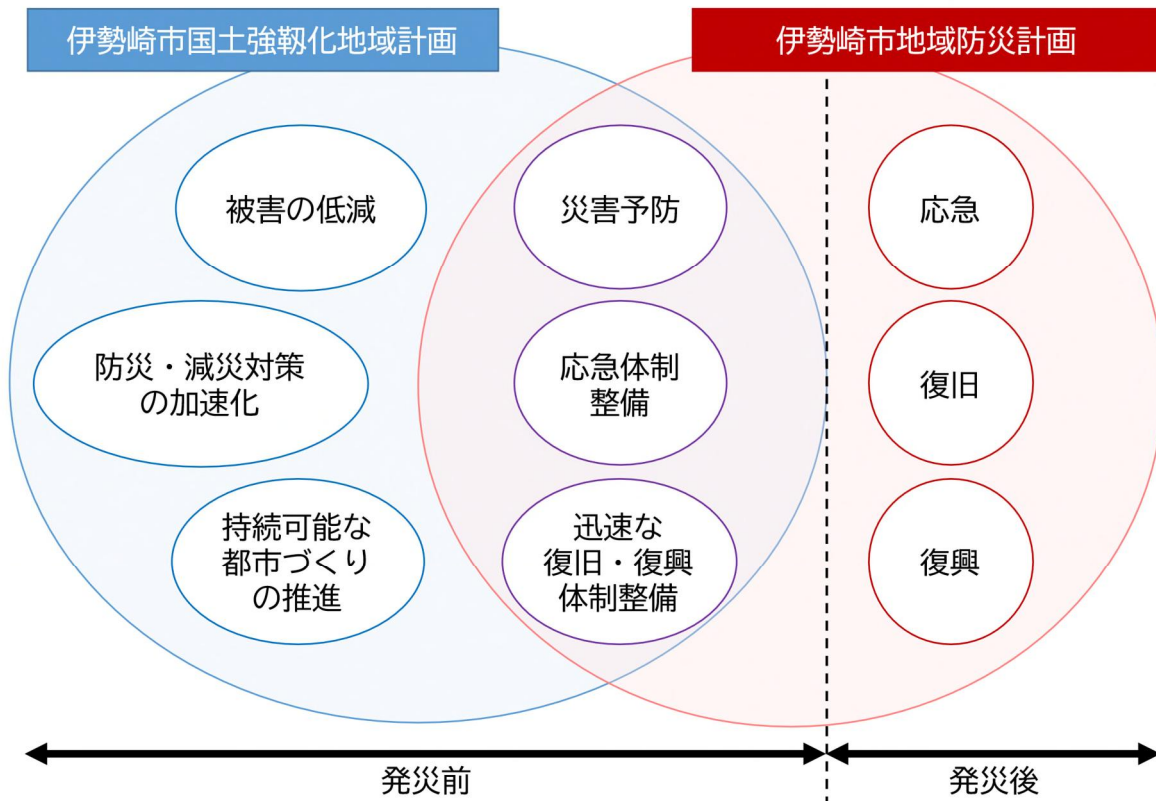 伊勢崎市国土強靱化地域計画
伊勢崎市地域防災計画
被害の低減
災害予防
応急
防災・減災対策
の加速化
応急体制
整備
復旧
持続可能な
都市づくり
の推進
迅速な
復旧・復興
体制整備
復興
発災前
発災後